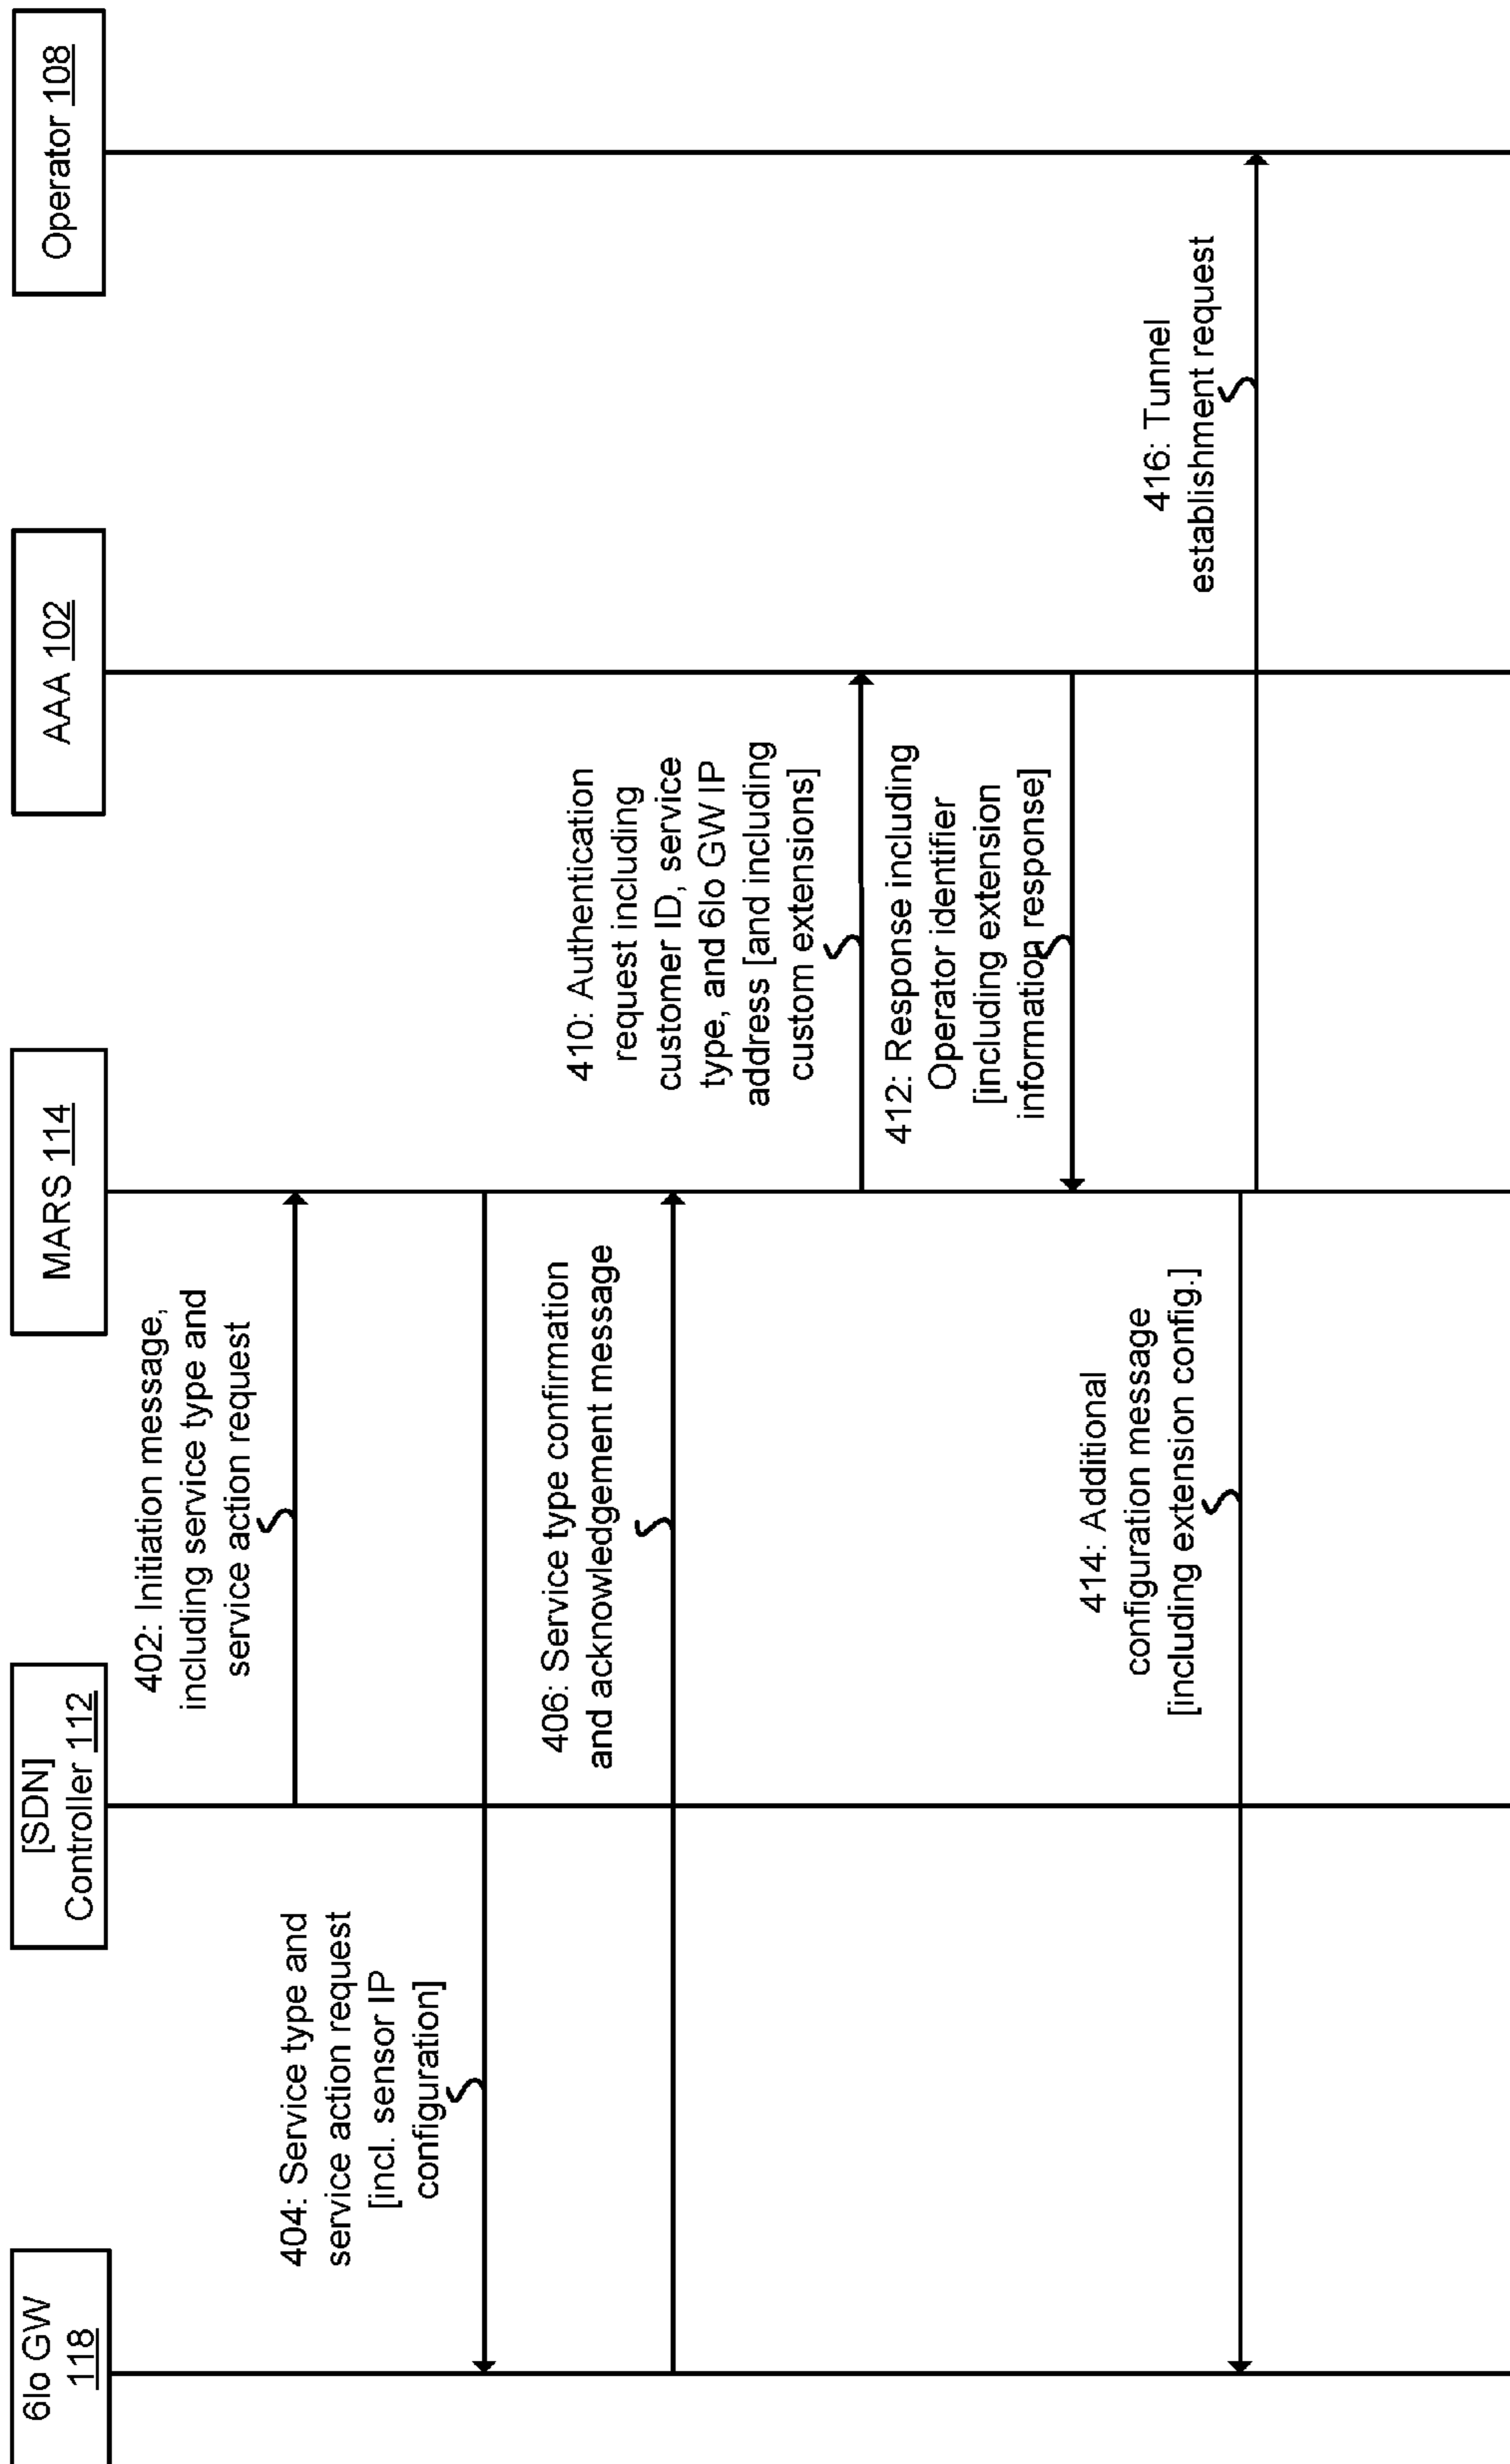 6lo GW
118
[SDN]
Controller 112
MARS 114
AAA 102
Operator 108
402: Initiation message,
including service type and
service action request
404: Service type and
service action request
[incl. sensor IP
configuration]
406: Service type confirmation
and acknowledgement message
410: Authentication
request including
customer ID, service
type, and 6lo GW IP
address [and including
custom extensions]
412: Response including
Operator identifier
[including extension
information response]
414: Additional
configuration message
[including extension config.]
416: Tunnel
establishment request